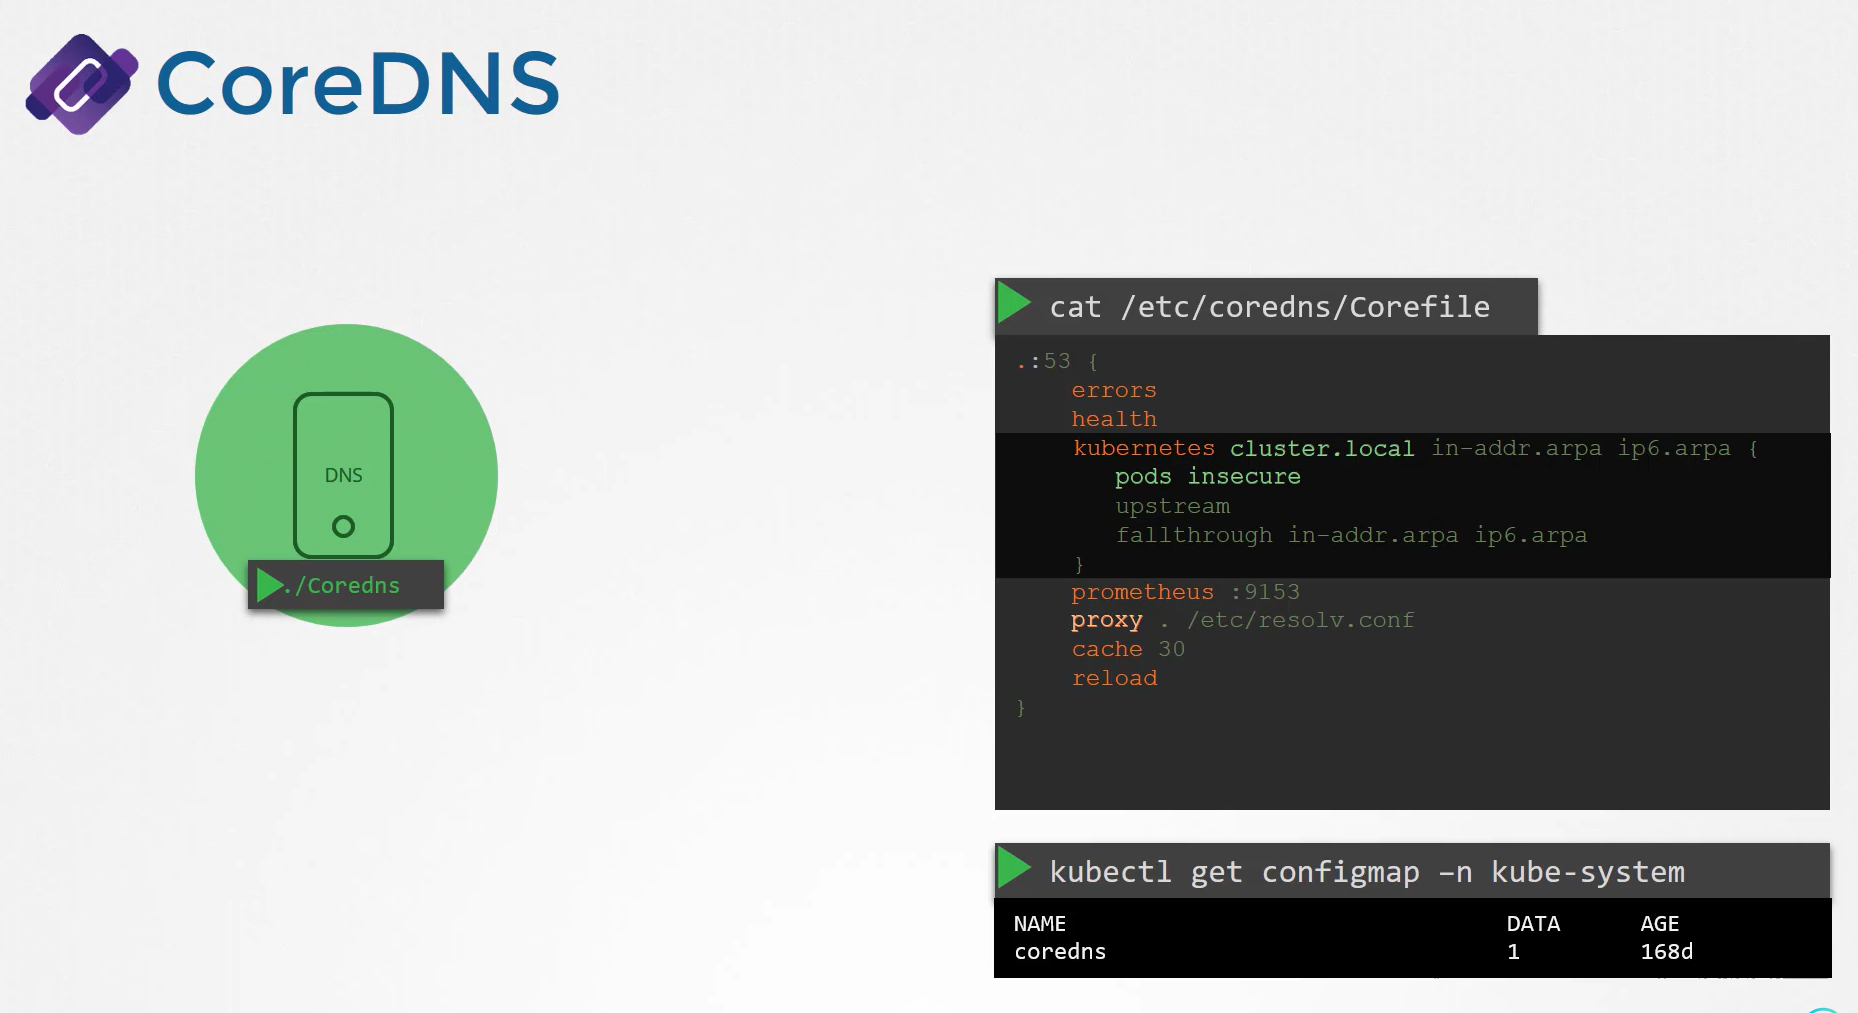 CoreDNS
DNS
./Coredns
cat /etc/coredns/Corefile
.:53 {
errors
health
kubernetes cluster.local in-addr.arpa ip6.arpa {
pods insecure
upstream
fallthrough in-addr.arpa ip6.arpa
}
prometheus :9153
proxy . /etc/resolv.conf
cache 30
reload
}
kubectl get configmap –n kube-system
NAME DATA AGE
coredns 1 168d